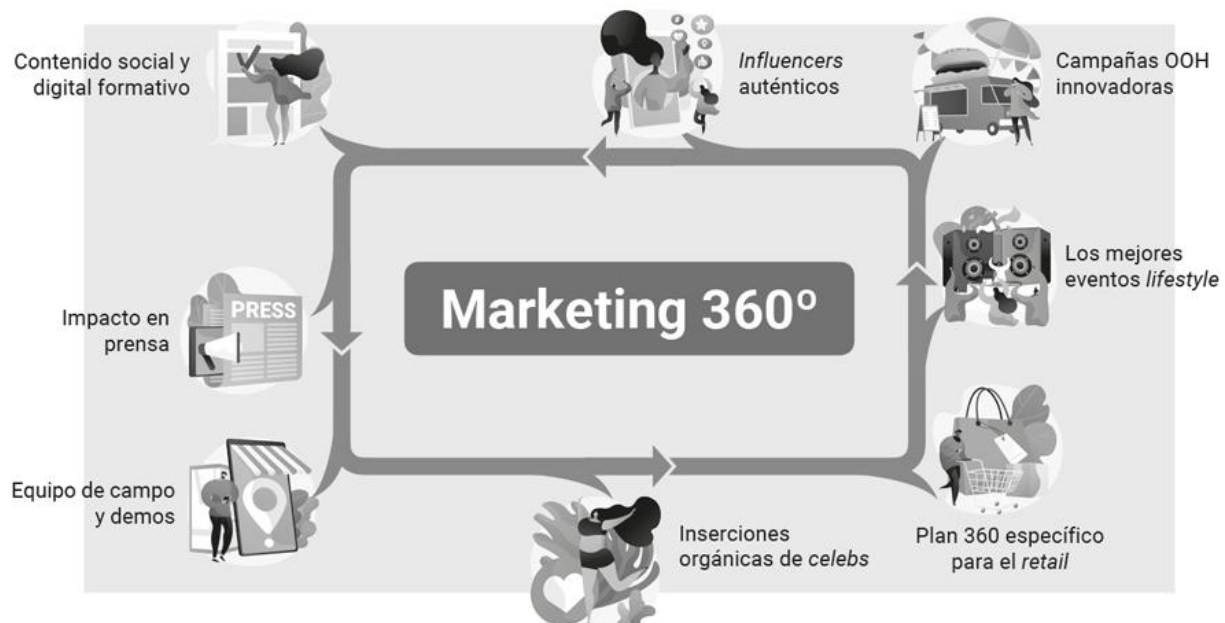 Contenido social y
digital formativo
Influencers
auténticos
Campañas OOH
innovadoras
Marketing 360º
Los mejores
eventos lifestyle
Impacto en
prensa
PRESS
Equipo de campo
y demos
Inserciones
orgánicas de celebs
Plan 360 específico
para el retail